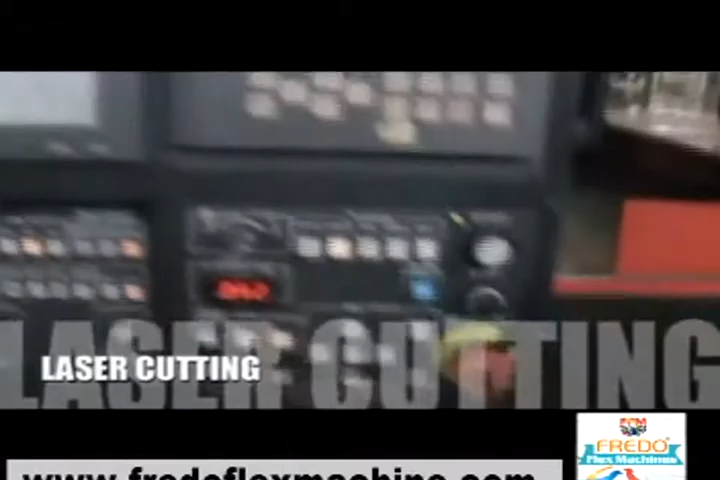 LASER CUTTING
LASER CUTTING
FREDO
Flex Machines
www.fredoflexmachine.com